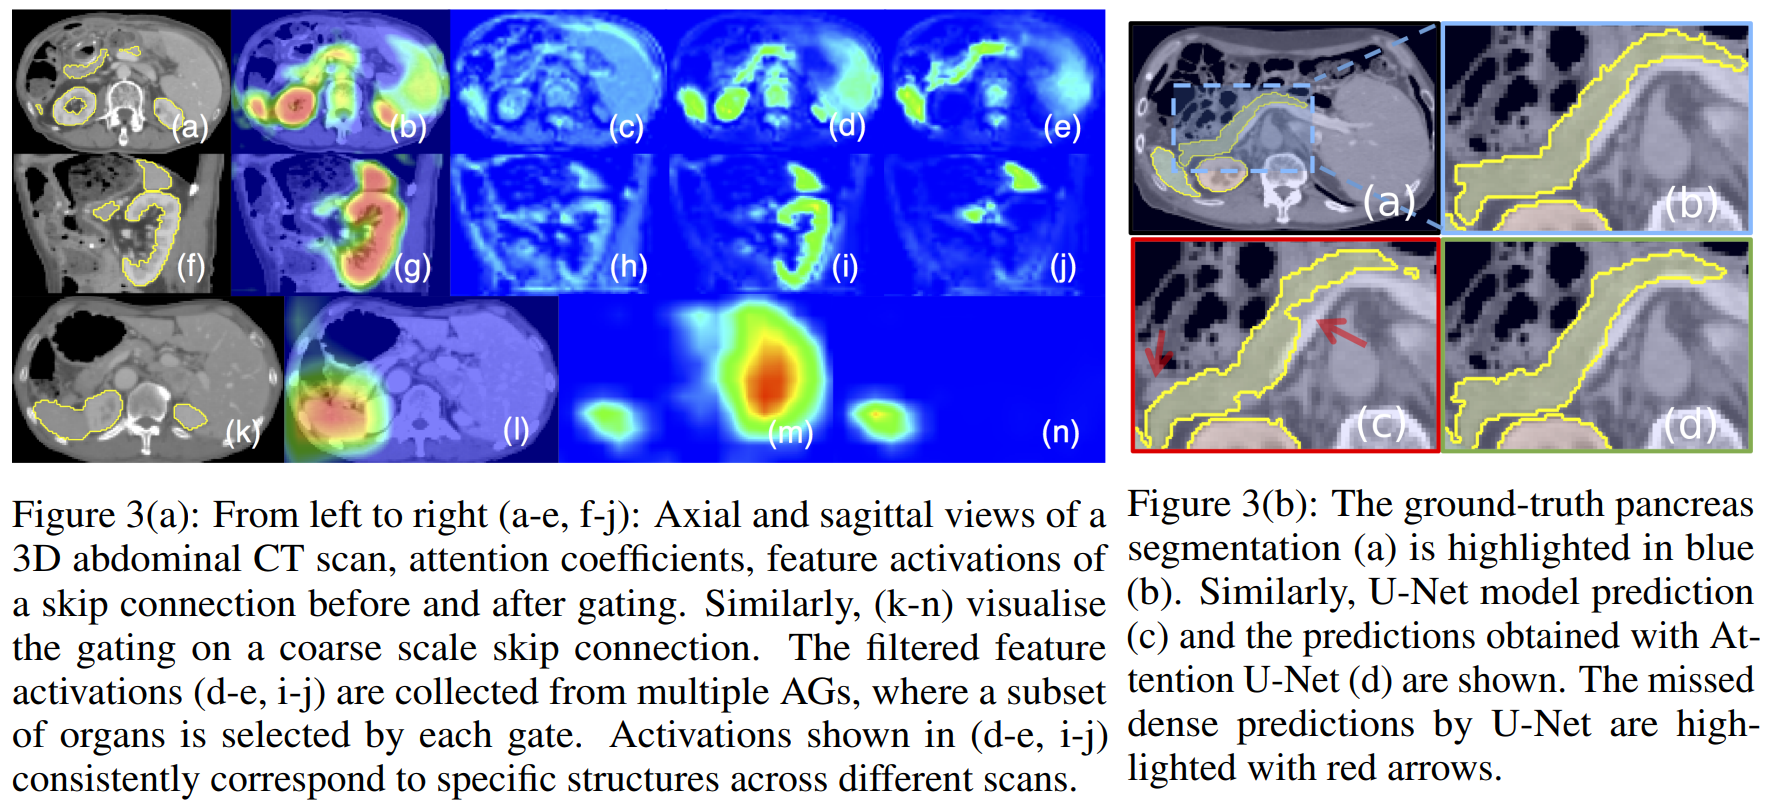 (a)
(b)
(c)
(d)
(e)
(f)
(g)
(h)
(i)
(j)
(k)
(l)
(m)
(n)
Figure 3(a): From left to right (a-e, f-j): Axial and sagittal views of a
3D abdominal CT scan, attention coefficients, feature activations of
a skip connection before and after gating. Similarly, (k-n) visualise
the gating on a coarse scale skip connection. The filtered feature
activations (d-e, i-j) are collected from multiple AGs, where a subset
of organs is selected by each gate. Activations shown in (d-e, i-j)
consistently correspond to specific structures across different scans.
(a)
(b)
(c)
(d)
Figure 3(b): The ground-truth pancreas
segmentation (a) is highlighted in blue
(b). Similarly, U-Net model prediction
(c) and the predictions obtained with At-
tention U-Net (d) are shown. The missed
dense predictions by U-Net are high-
lighted with red arrows.